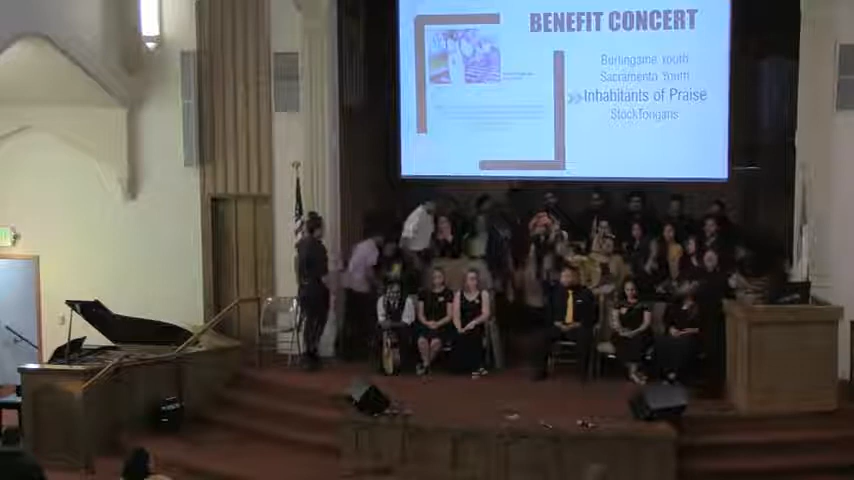 BENEFIT CONCERT
Burlingame Youth
Sacramento Youth
Inhabitants of Praise
StockTongans